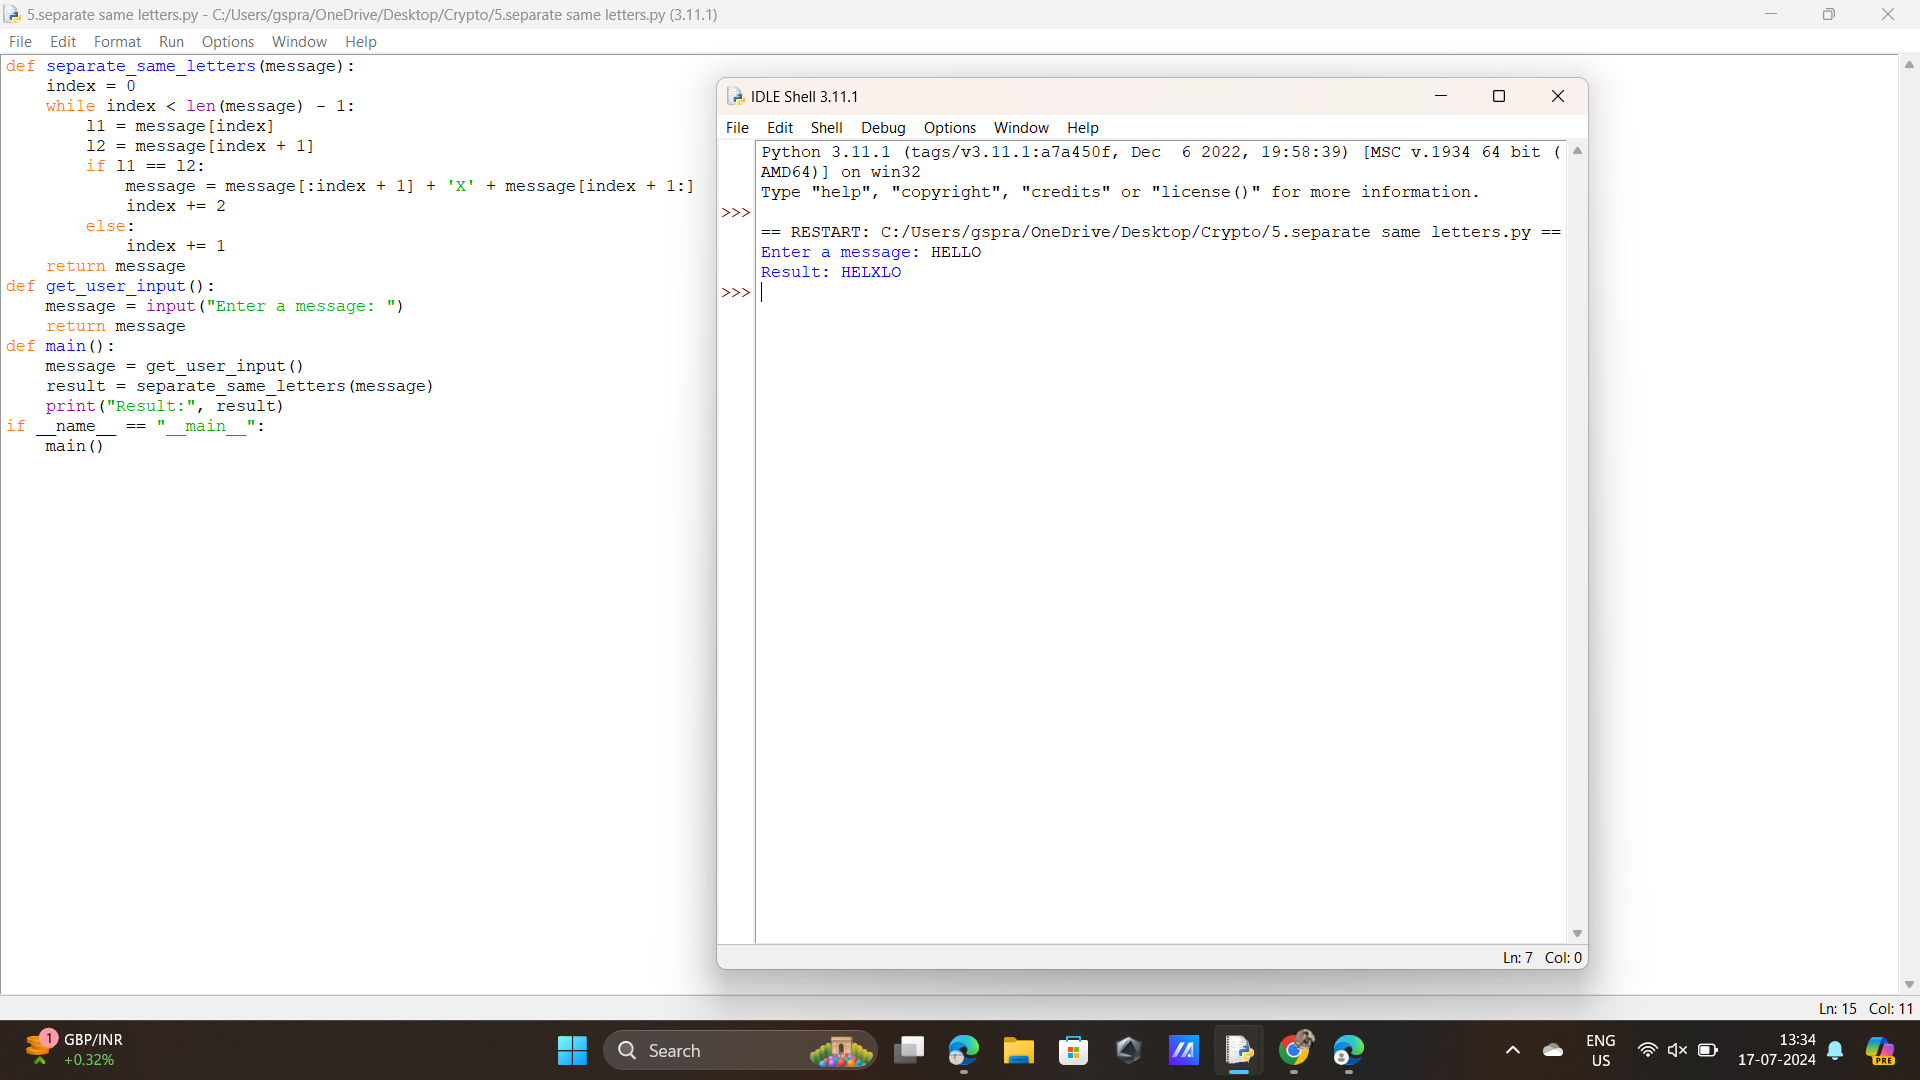 5.separate same letters.py - C:/Users/gspra/OneDrive/Desktop/Crypto/5.separate same letters.py (3.11.1)
File Edit Format Run Options Window Help
def separate_same_letters(message):
    index = 0
    while index < len(message) - 1:
        l1 = message[index]
        l2 = message[index + 1]
        if l1 == l2:
            message = message[:index + 1] + 'X' + message[index + 1:]
            index += 2
        else:
            index += 1
    return message
def get_user_input():
    message = input("Enter a message: ")
    return message
def main():
    message = get_user_input()
    result = separate_same_letters(message)
    print("Result:", result)
if __name__ == "__main__":
    main()
IDLE Shell 3.11.1
File Edit Shell Debug Options Window Help
Python 3.11.1 (tags/v3.11.1:a7a450f, Dec  6 2022, 19:58:39) [MSC v.1934 64 bit (
AMD64)] on win32
Type "help", "copyright", "credits" or "license()" for more information.
>>>
== RESTART: C:/Users/gspra/OneDrive/Desktop/Crypto/5.separate same letters.py ==
Enter a message: HELLO
Result: HELXLO
>>>
Ln: 7 Col: 0
Ln: 15 Col: 11
1
GBP/INR
+0.32%
Search
ENG
US
13:34
17-07-2024
PRE